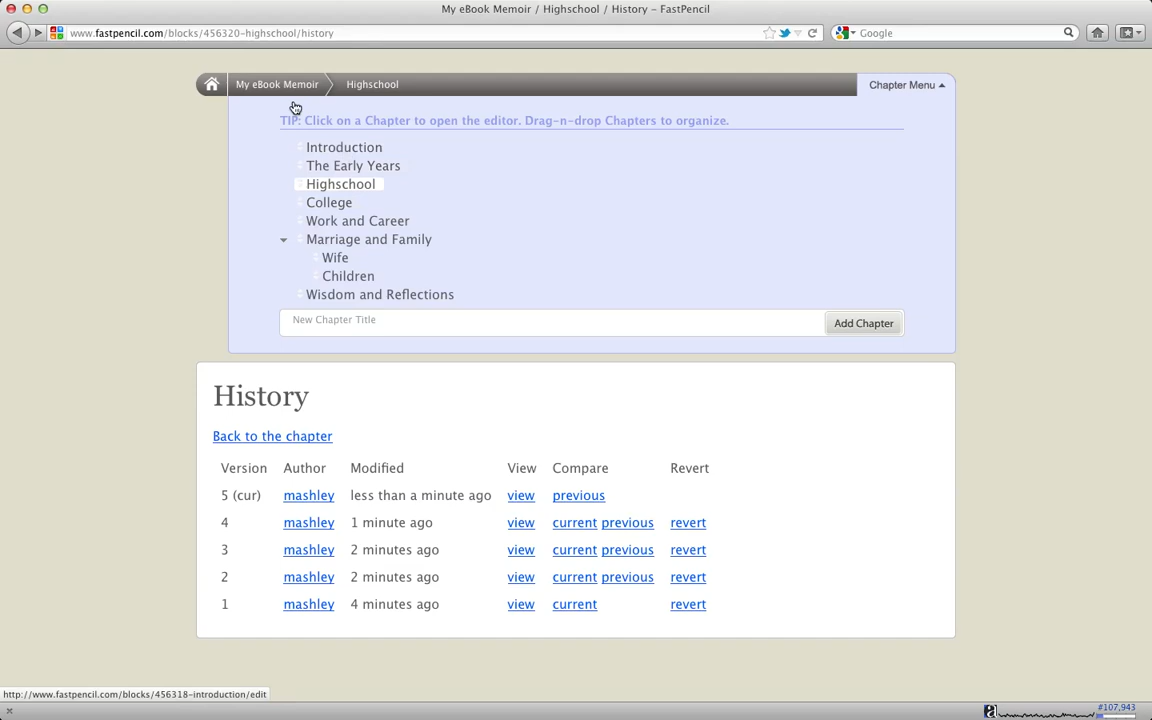 My eBook Memoir / Highschool / History – FastPencil
www.fastpencil.com/blocks/456320-highschool/history
Google
My eBook Memoir
Highschool
Chapter Menu
TIP: Click on a Chapter to open the editor. Drag-n-drop Chapters to organize.
Introduction
The Early Years
Highschool
College
Work and Career
Marriage and Family
Wife
Children
Wisdom and Reflections
New Chapter Title
Add Chapter
History
Back to the chapter
Version Author Modified View Compare Revert
5 (cur) mashley less than a minute ago view previous
4 mashley 1 minute ago view current previous revert
3 mashley 2 minutes ago view current previous revert
2 mashley 2 minutes ago view current previous revert
1 mashley 4 minutes ago view current revert
http://www.fastpencil.com/blocks/456318-introduction/edit
a #107,943